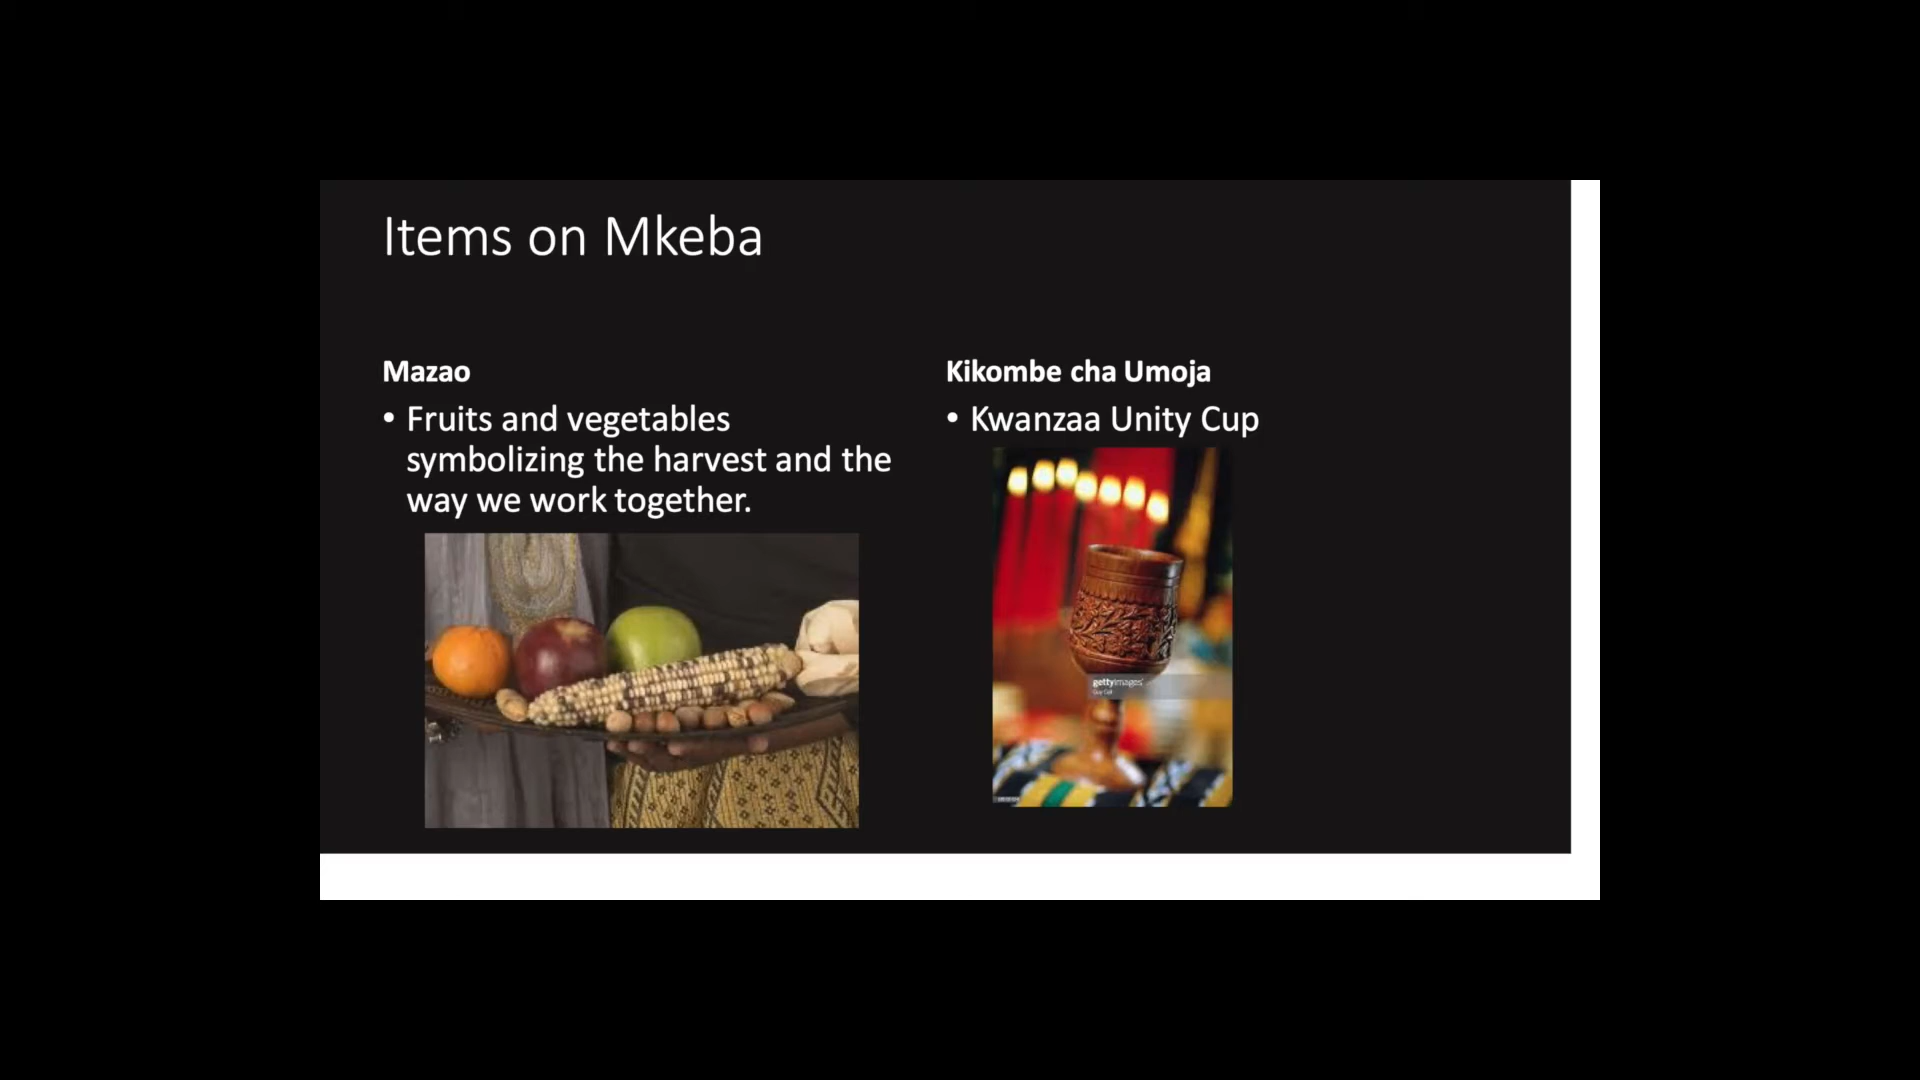 Items on Mkeba
Mazao
• Fruits and vegetables
symbolizing the harvest and the
way we work together.
Kikombe cha Umoja
• Kwanzaa Unity Cup
gettyimages